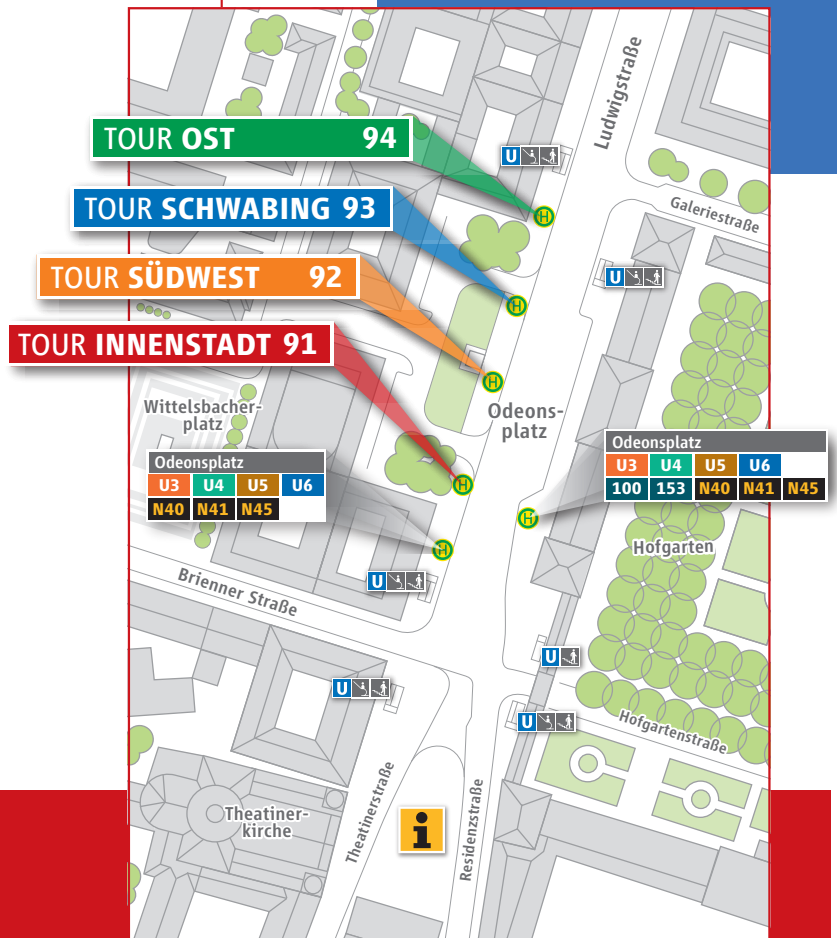 Ludwigstraße
TOUR OST 94
U
TOUR SCHWABING 93
Galeriestraße
TOUR SÜDWEST 92
U
H
H
TOUR INNENSTADT 91
H
Wittelsbacher-
platz
Odeons-
platz
Odeonsplatz
U3 U4 U5 U6
100 153 N40 N41 N45
Odeonsplatz
U3 U4 U5 U6
N40 N41 N45
H
H
H
Hofgarten
Brienner Straße
U
U
U
U
Hofgartenstraße
Theatinerstraße
Residenzstraße
Theatiner-
kirche
i